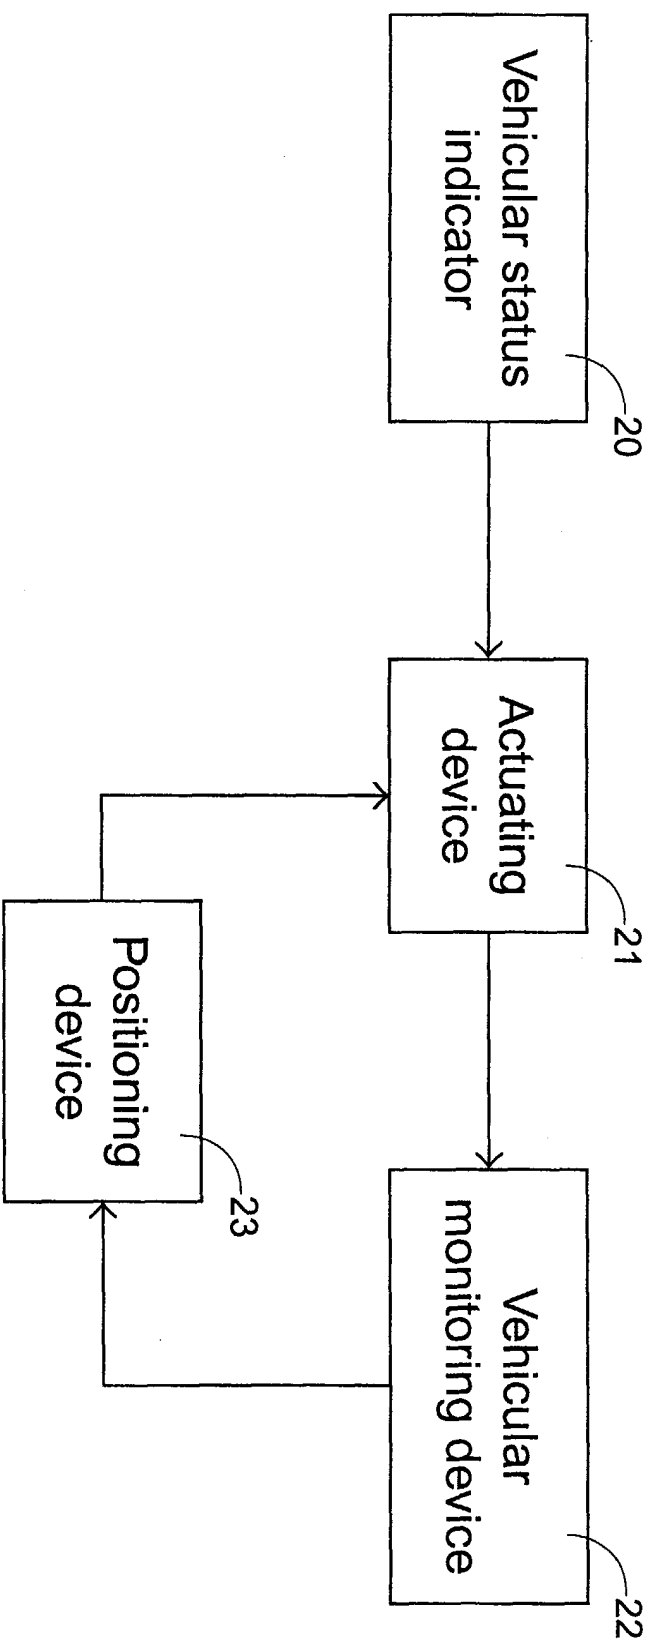 20
Vehicular status
indicator
21
Actuating
device
22
Vehicular
monitoring device
23
Positioning
device